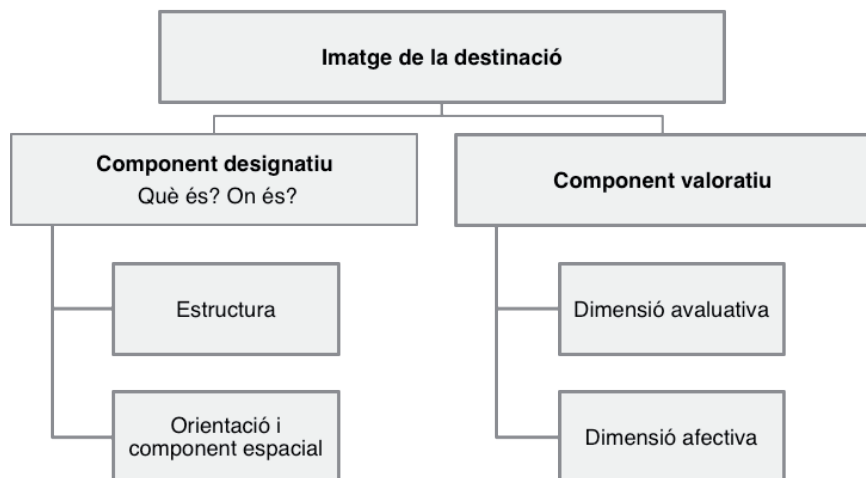 Imatge de la destinació
Component designatiu
Què és? On és?
Component valoratiu
Estructura
Dimensió avaluativa
Orientació i
component espacial
Dimensió afectiva